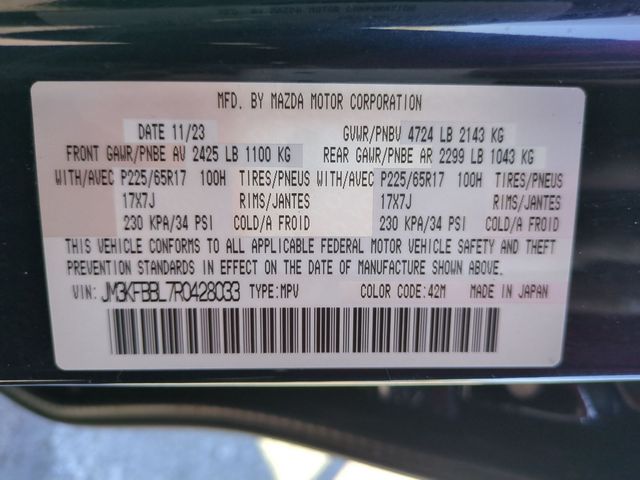 MFD. BY MAZDA MOTOR CORPORATION
DATE 11/23 GVWR/PNBV 4724 LB 2143 KG
FRONT GAWR/PNBE AV 2425 LB 1100 KG REAR GAWR/PNBE AR 2299 LB 1043 KG
WITH/AVEC P225/65R17 100H TIRES/PNEUS WITH/AVEC P225/65R17 100H TIRES/PNEUS
17X7J RIMS/JANTES 17X7J RIMS/JANTES
230 KPA/34 PSI COLD/A FROID 230 KPA/34 PSI COLD/A FROID
THIS VEHICLE CONFORMS TO ALL APPLICABLE FEDERAL MOTOR VEHICLE SAFETY AND THEFT
PREVENTION STANDARDS IN EFFECT ON THE DATE OF MANUFACTURE SHOWN ABOVE.
VIN: JM3KFBBL7R0428033 TYPE:MPV COLOR CODE:42M MADE IN JAPAN